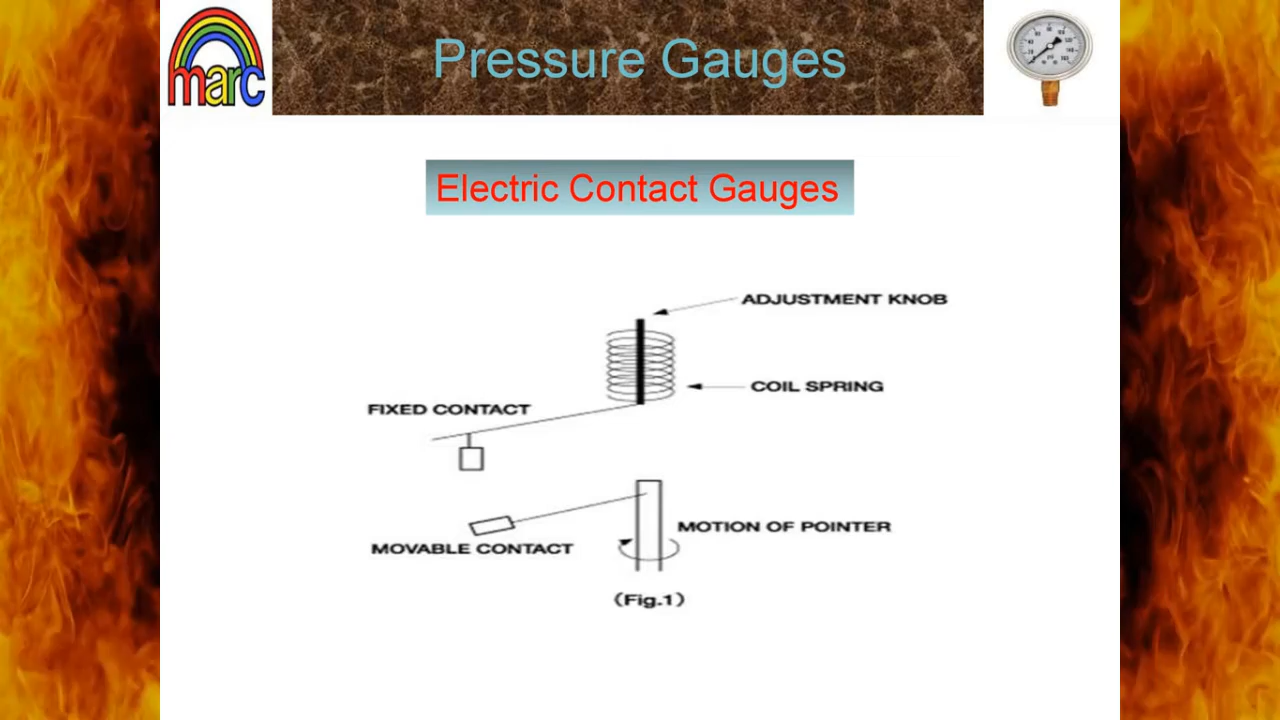 marc
Pressure Gauges
Electric Contact Gauges
ADJUSTMENT KNOB
COIL SPRING
FIXED CONTACT
MOTION OF POINTER
MOVABLE CONTACT
(Fig.1)